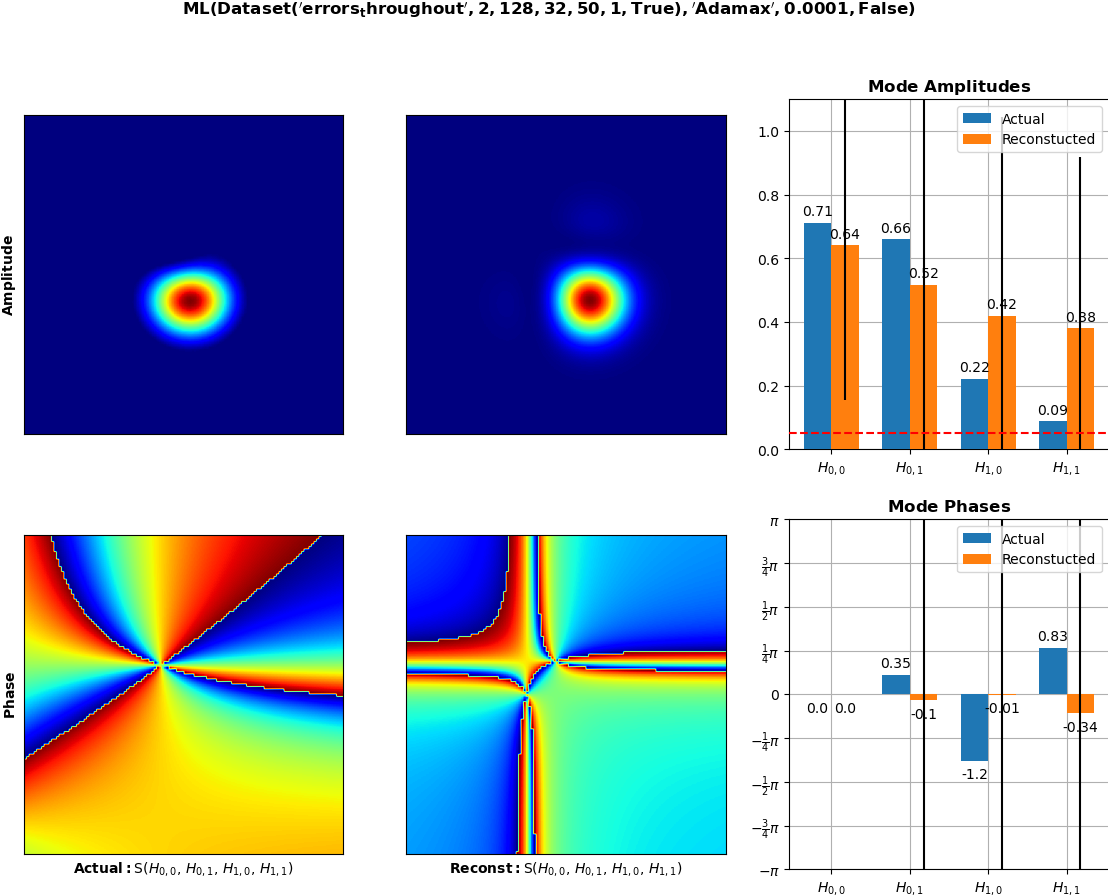 ML(Dataset('errors_throughout', 2, 128, 32, 50, 1, True), 'Adamax', 0.0001, False)
Amplitude
Mode Amplitudes
Actual
Reconstucted
1.0
0.8
0.6
0.4
0.2
0.0
0.71
0.64
0.66
0.52
0.22
0.42
0.09
0.38
H0,0
H0,1
H1,0
H1,1
Phase
Actual: S(H0,0, H0,1, H1,0, H1,1)
Reconst: S(H0,0, H0,1, H1,0, H1,1)
Mode Phases
Actual
Reconstucted
π
3/4π
1/2π
1/4π
0
−1/4π
−1/2π
−3/4π
−π
0.0
0.0
0.35
-0.1
-1.2
-0.01
0.83
-0.34
H0,0
H0,1
H1,0
H1,1